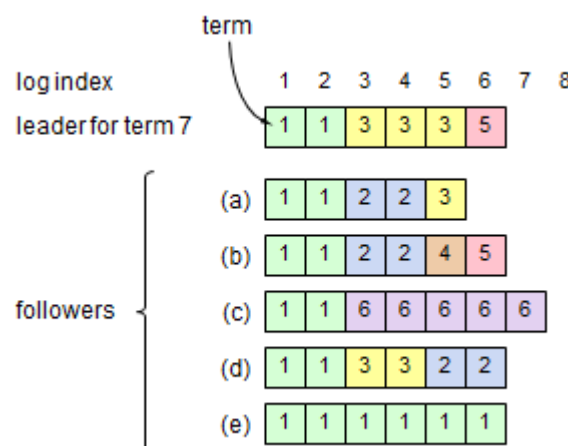 term
log index 1 2 3 4 5 6 7 8
leader for term 7 1 1 3 3 3 5
(a) 1 1 2 2 3
(b) 1 1 2 2 4 5
followers (c) 1 1 6 6 6 6 6
(d) 1 1 3 3 2 2
(e) 1 1 1 1 1 1